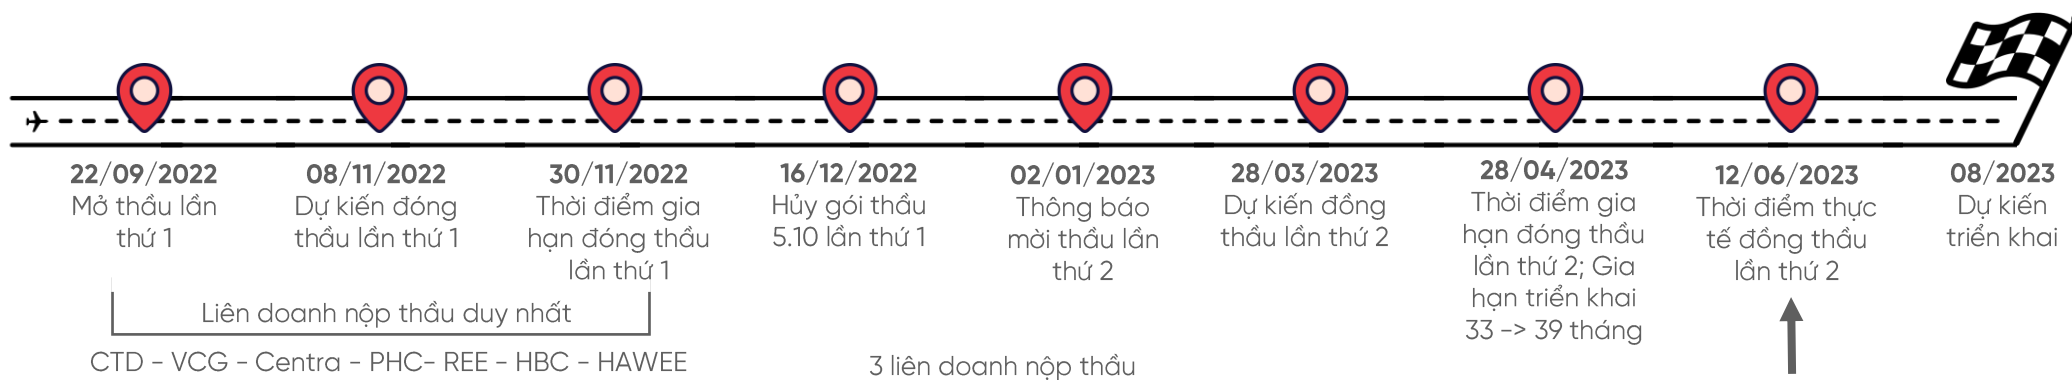 22/09/2022
Mở thầu lần
thứ 1
08/11/2022
Dự kiến đóng
thầu lần thứ 1
30/11/2022
Thời điểm gia
hạn đóng thầu
lần thứ 1
16/12/2022
Hủy gói thầu
5.10 lần thứ 1
02/01/2023
Thông báo
mời thầu lần
thứ 2
28/03/2023
Dự kiến đồng
thầu lần thứ 2
28/04/2023
Thời điểm gia
hạn đóng thầu
lần thứ 2; Gia
hạn triển khai
33 -> 39 tháng
12/06/2023
Thời điểm thực
tế đồng thầu
lần thứ 2
08/2023
Dự kiến
triển khai
Liên doanh nộp thầu duy nhất
CTD - VCG - Centra - PHC- REE - HBC - HAWEE
3 liên doanh nộp thầu